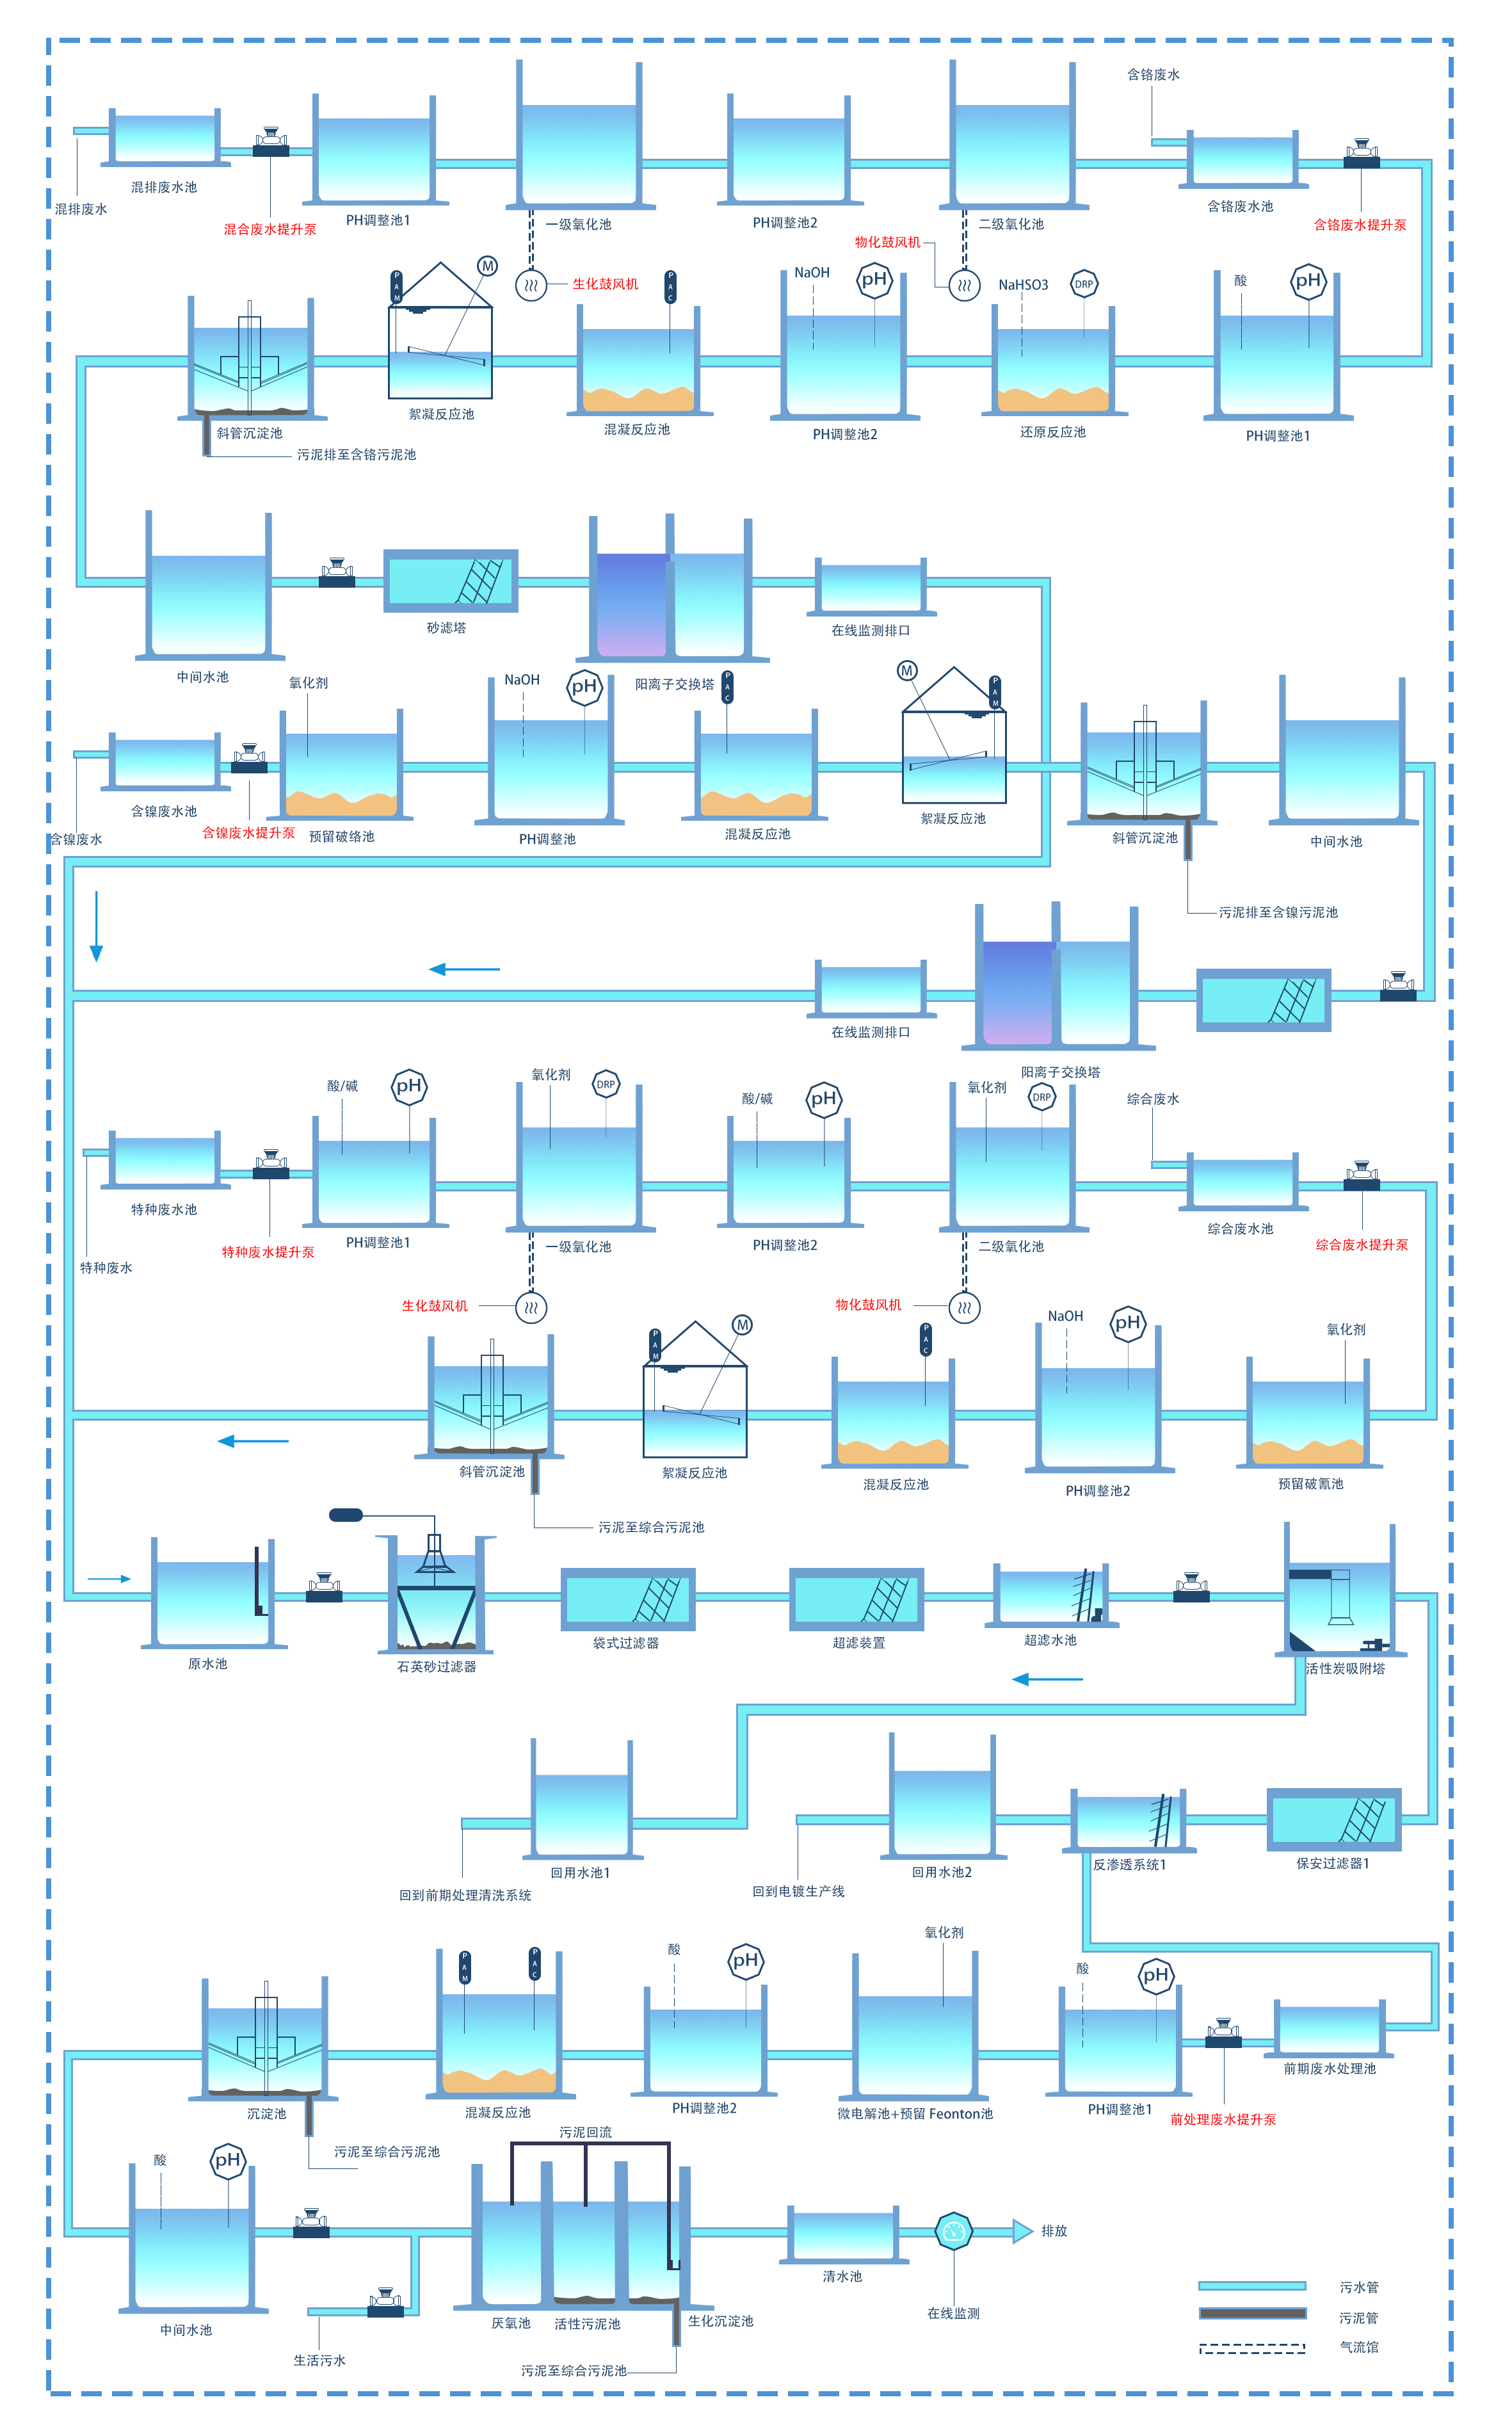 含铬废水
混排废水池
混排废水
混合废水提升泵
PH调整池1
一级氧化池
PH调整池2
二级氧化池
含铬废水池
含铬废水提升泵
物化鼓风机
生化鼓风机
PAM
M
PAC
NaOH
pH
NaHSO3
DRP
酸
pH
斜管沉淀池
絮凝反应池
混凝反应池
PH调整池2
还原反应池
PH调整池1
污泥排至含铬污泥池
中间水池
砂滤塔
阳离子交换塔
在线监测排口
氧化剂
NaOH
pH
PAC
M
PAM
含镍废水
含镍废水池
含镍废水提升泵
预留破络池
PH调整池
混凝反应池
絮凝反应池
斜管沉淀池
中间水池
污泥排至含镍污泥池
在线监测排口
阳离子交换塔
酸/碱
pH
氧化剂
DRP
酸/碱
pH
氧化剂
DRP
综合废水
特种废水池
特种废水
特种废水提升泵
PH调整池1
一级氧化池
PH调整池2
二级氧化池
综合废水池
综合废水提升泵
生化鼓风机
物化鼓风机
PAM
M
PAC
NaOH
pH
氧化剂
斜管沉淀池
絮凝反应池
混凝反应池
PH调整池2
预留破氰池
污泥至综合污泥池
原水池
石英砂过滤器
袋式过滤器
超滤装置
超滤水池
活性炭吸附塔
回用水池1
回到前期处理清洗系统
回用水池2
回到电镀生产线
反渗透系统1
保安过滤器1
PAM
PAC
酸
pH
氧化剂
酸
pH
沉淀池
混凝反应池
PH调整池2
微电解池+预留 Feonton池
PH调整池1
前处理废水提升泵
前期废水处理池
污泥至综合污泥池
污泥回流
酸
pH
中间水池
生活污水
厌氧池
活性污泥池
生化沉淀池
污泥至综合污泥池
清水池
在线监测
排放
污水管
污泥管
气流馆